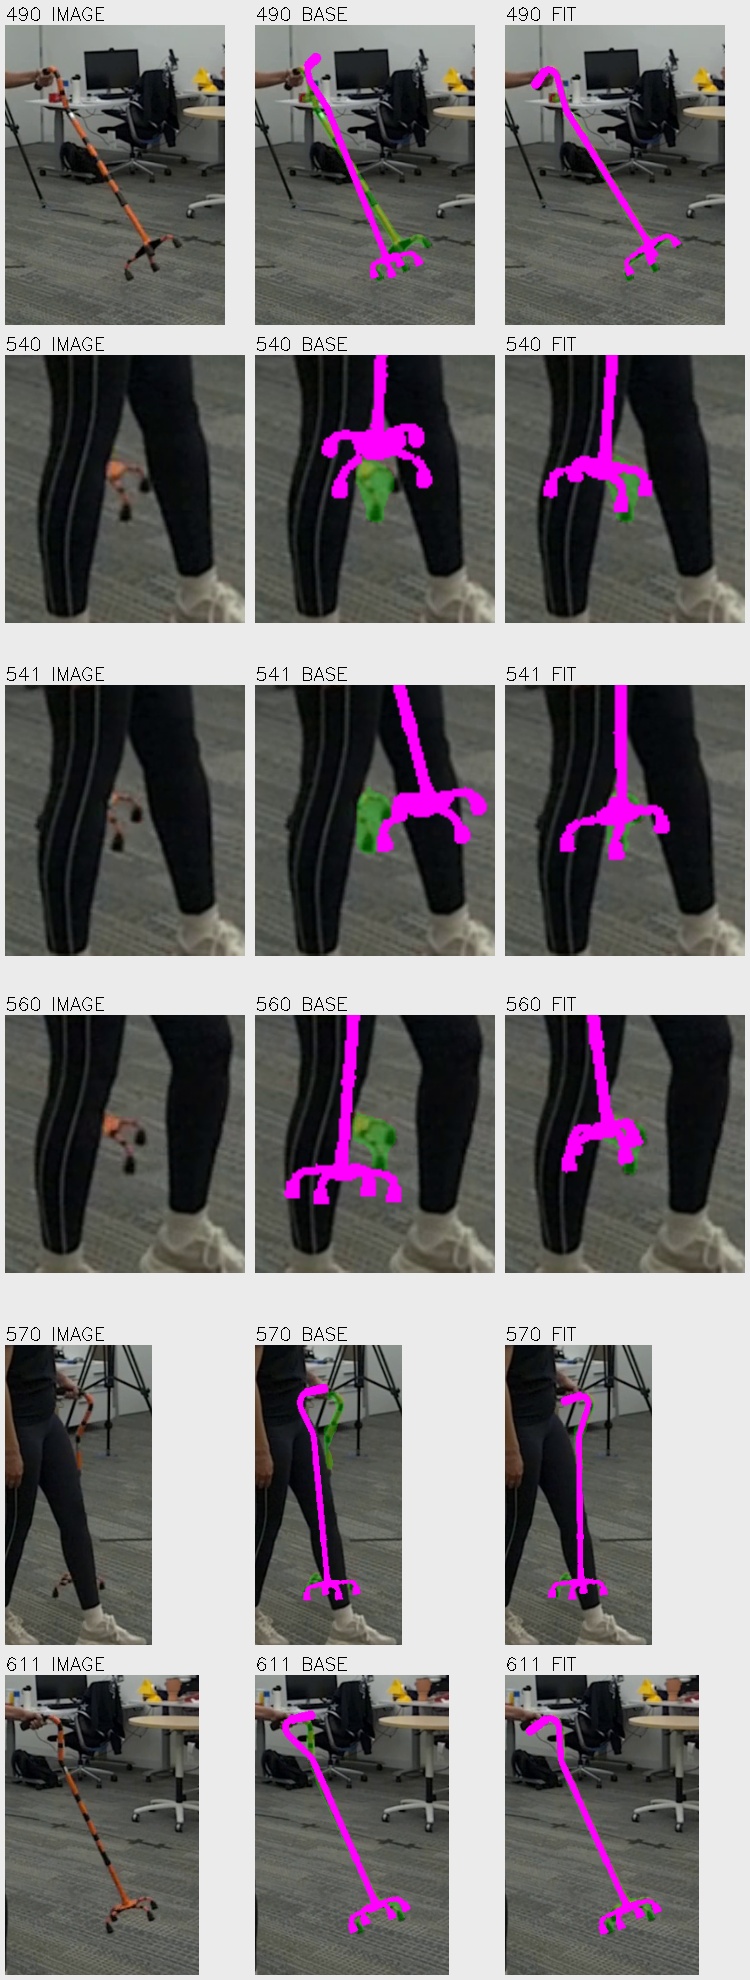 490 IMAGE 490 BASE 490 FIT
540 IMAGE 540 BASE 540 FIT
541 IMAGE 541 BASE 541 FIT
560 IMAGE 560 BASE 560 FIT
570 IMAGE 570 BASE 570 FIT
611 IMAGE 611 BASE 611 FIT